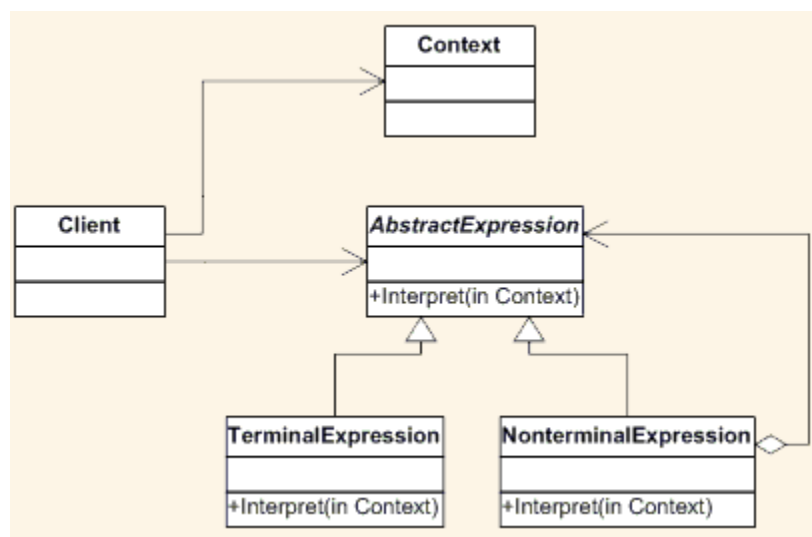 Context
Client
AbstractExpression
+Interpret(in Context)
TerminalExpression
+Interpret(in Context)
NonterminalExpression
+Interpret(in Context)